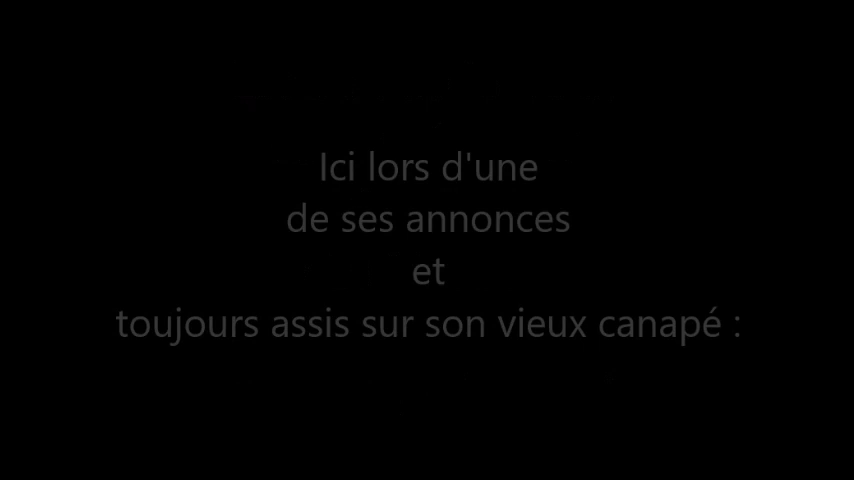 Ici lors d'une
de ses annonces
et
toujours assis sur son vieux canapé :